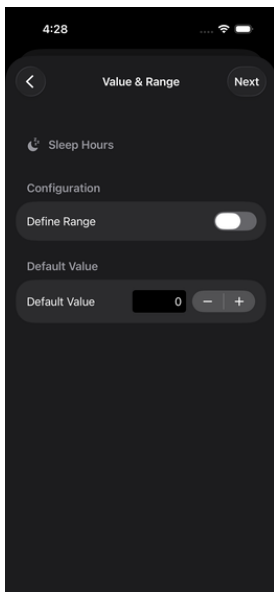 4:28
Value & Range
Next
Sleep Hours
Configuration
Define Range
Default Value
Default Value
0
− +